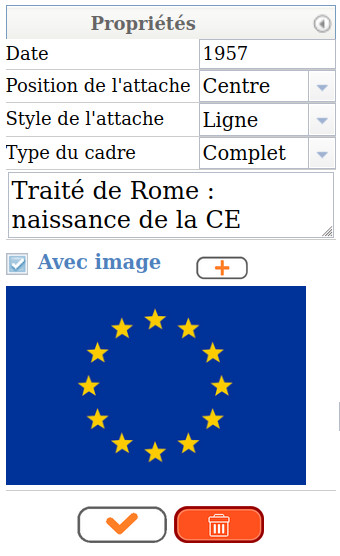 Propriétés
Date 1957
Position de l'attache Centre
Style de l'attache Ligne
Type du cadre Complet
Traité de Rome :
naissance de la CE
Avec image